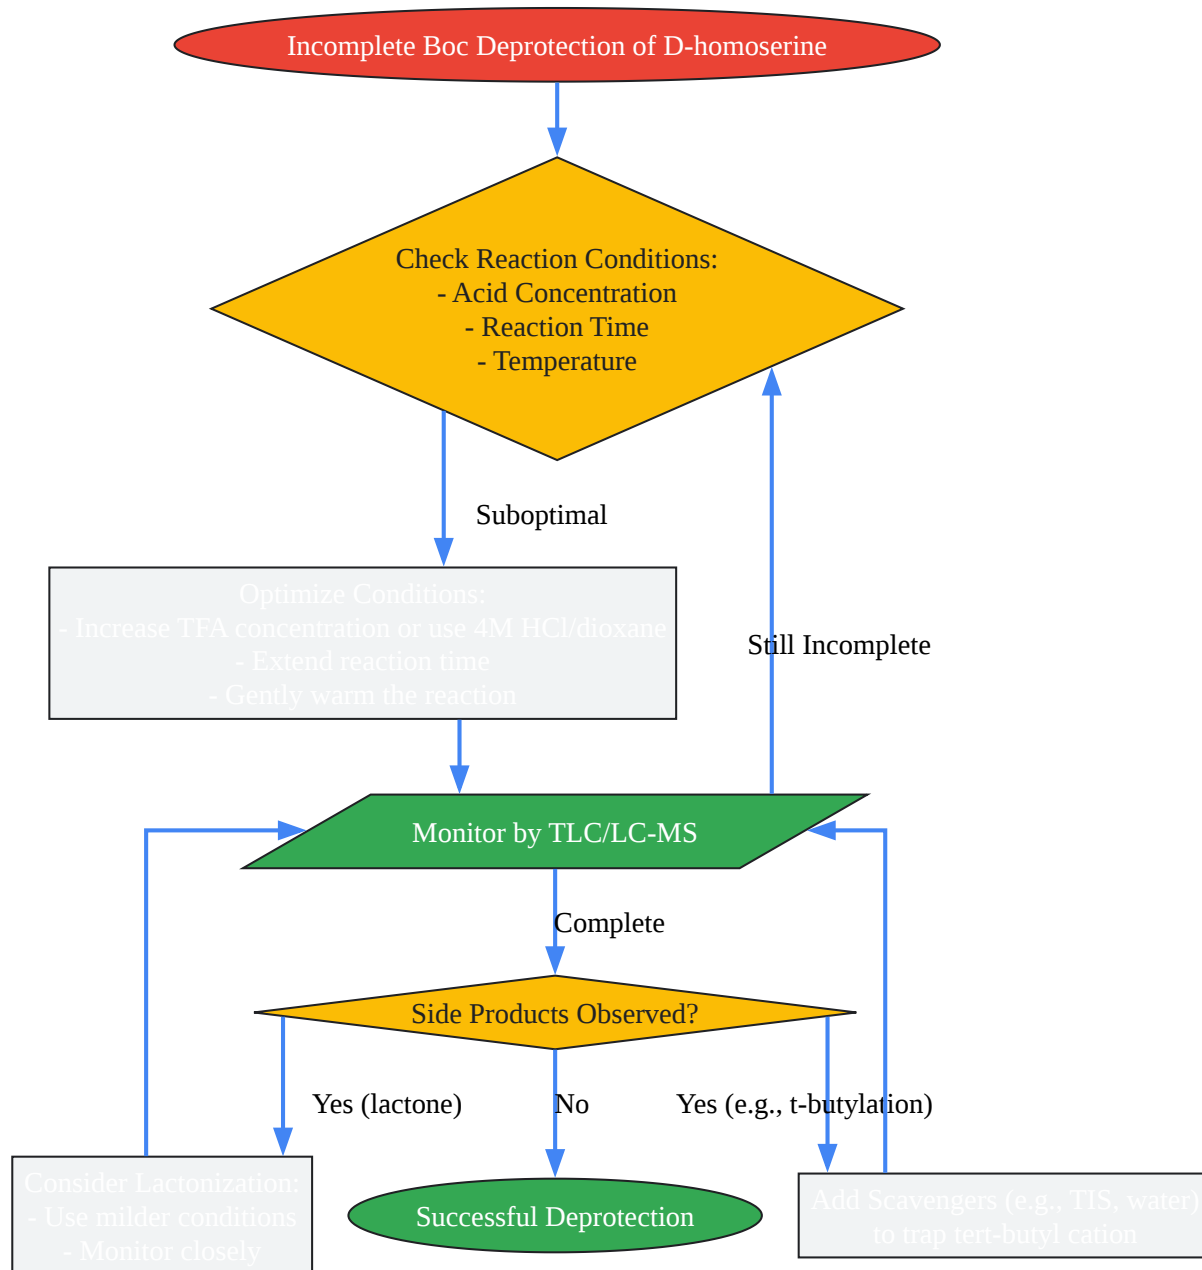 Incomplete Boc Deprotection of D-homoserine
Check Reaction Conditions:
- Acid Concentration
- Reaction Time
- Temperature
Suboptimal
Optimize Conditions:
- Increase TFA concentration or use 4M HCl/dioxane
- Extend reaction time
- Gently warm the reaction
Still Incomplete
Monitor by TLC/LC-MS
Complete
Side Products Observed?
Yes (lactone)
No
Yes (e.g., t-butylation)
Consider Lactonization:
- Use milder conditions
- Monitor closely
Successful Deprotection
Add Scavengers (e.g., TIS, water)
to trap tert-butyl cation